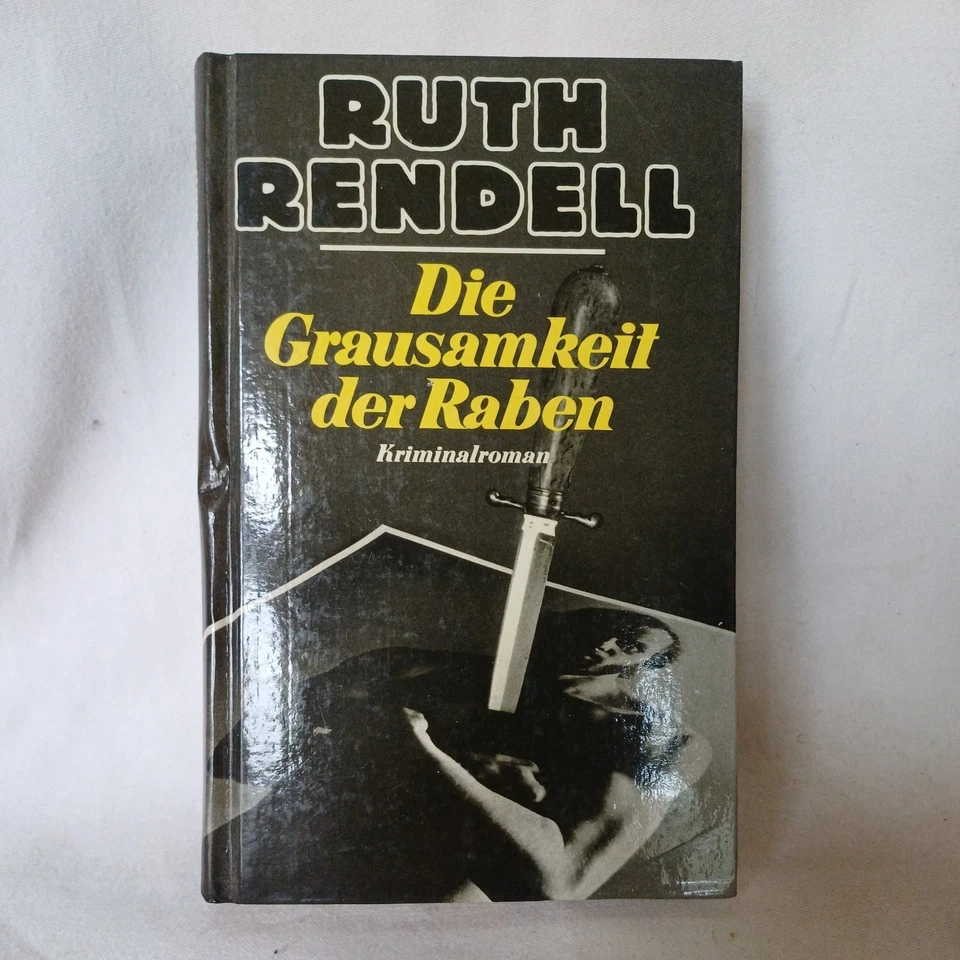 RUTH
RENDELL
Die
Grausamkeit
der Raben
Kriminalroman